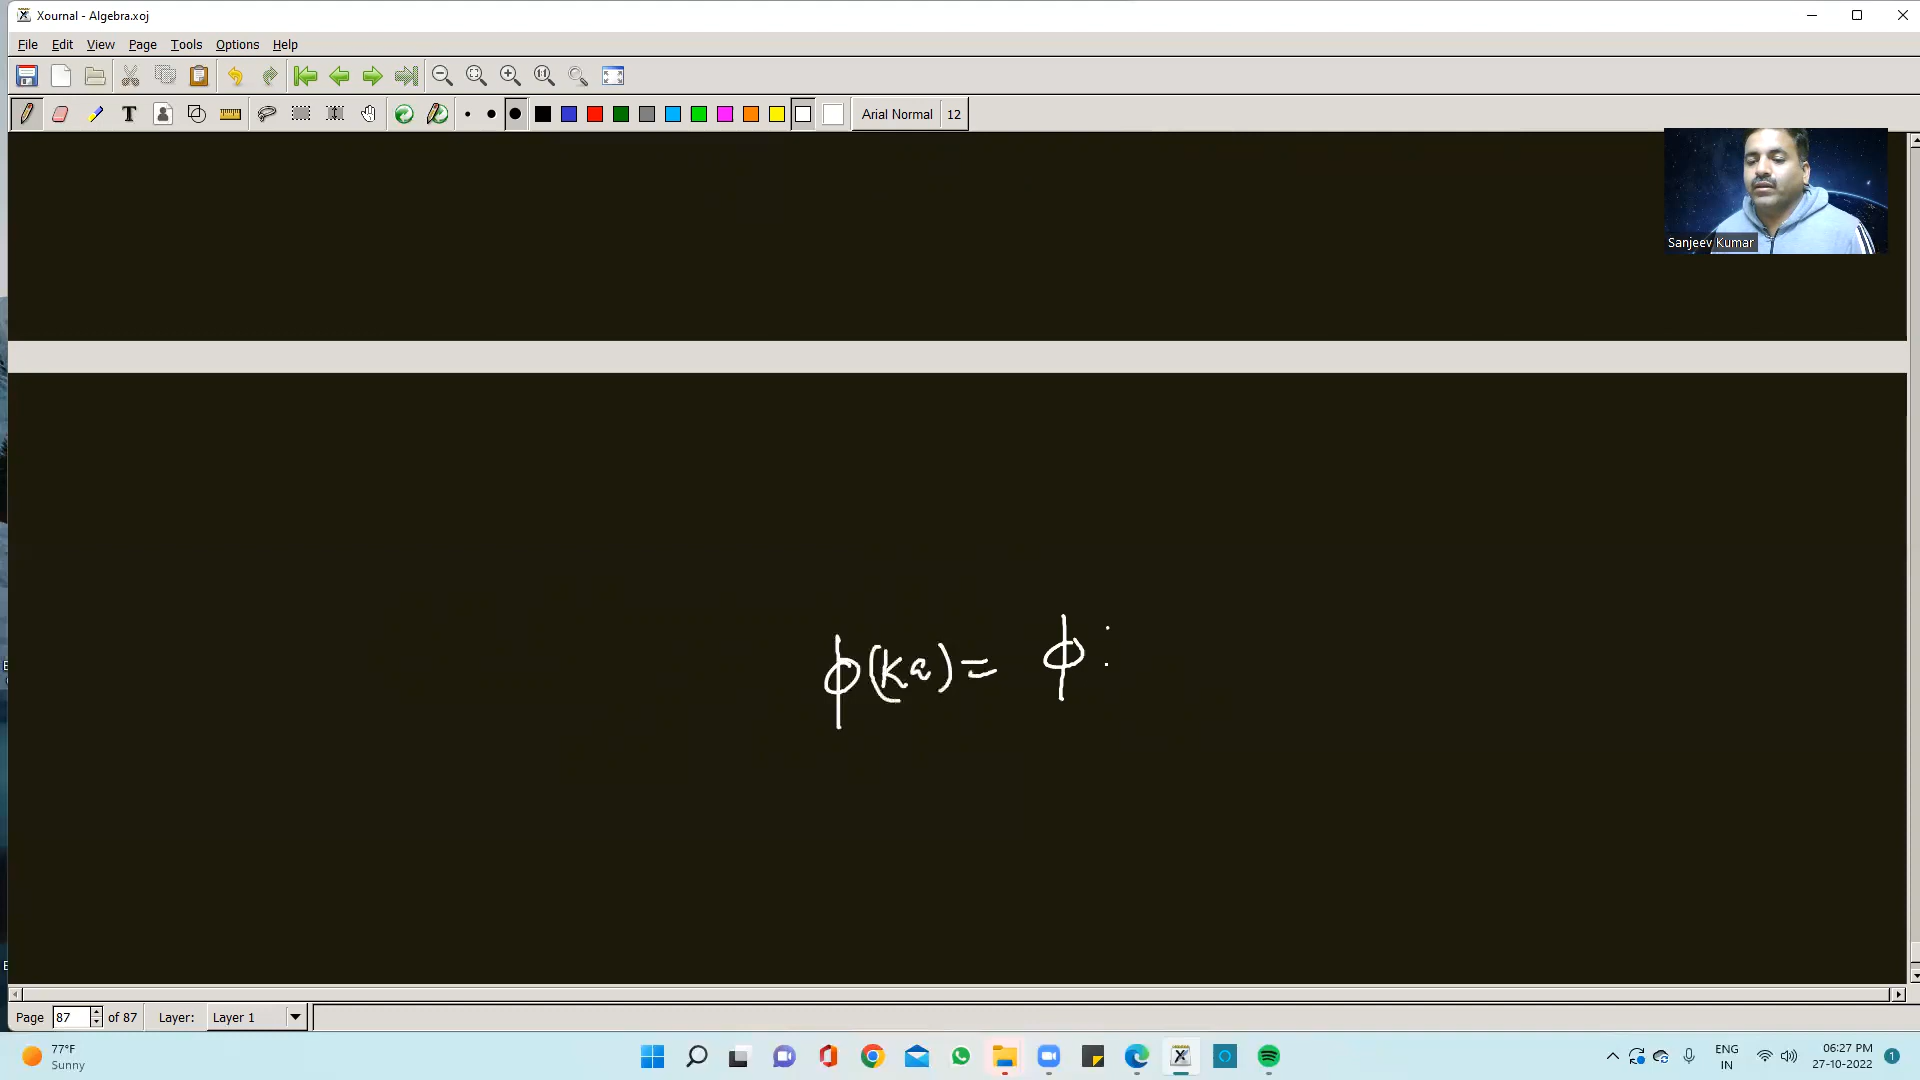 Xournal - Algebra.xoj
File Edit View Page Tools Options Help
Arial Normal 12
Sanjeev Kumar
ϕ(Ka) = ϕ :
Page 87 of 87 Layer: Layer 1
77°F
Sunny
ENG
IN
06:27 PM
27-10-2022
1